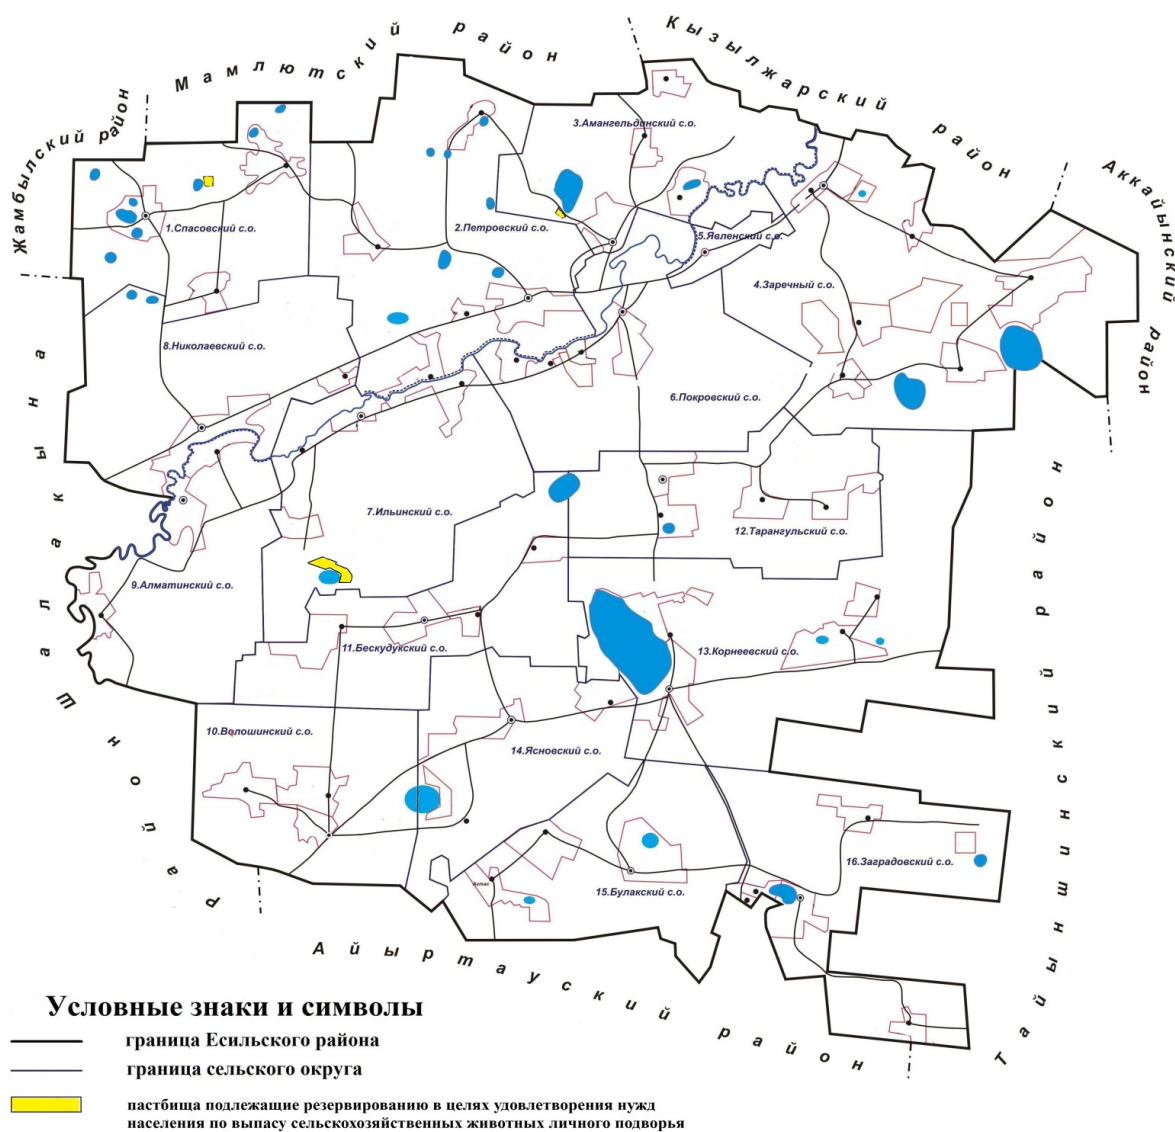 Мамлютский район
Кызылжарский район
Жамбылский район
Аккайынский район
3.Амангельдинский с.о.
1.Спасовский с.о.
2.Петровский с.о.
5.Явленский с.о.
4.Заречный с.о.
8.Николаевский с.о.
6.Покровский с.о.
7.Ильинский с.о.
12.Тарангульский с.о.
9.Алматинский с.о.
11.Бескудукский с.о.
13.Корнеевский с.о.
10.Волошинский с.о.
14.Ясновский с.о.
16.Заградовский с.о.
15.Булакский с.о.
Район Шалакына
Айыртауский район
Тайыншинский район
Условные знаки и символы
граница Есильского района
граница сельского округа
пастбища подлежащие резервированию в целях удовлетворения нужд
населения по выпасу сельскохозяйственных животных личного подворья